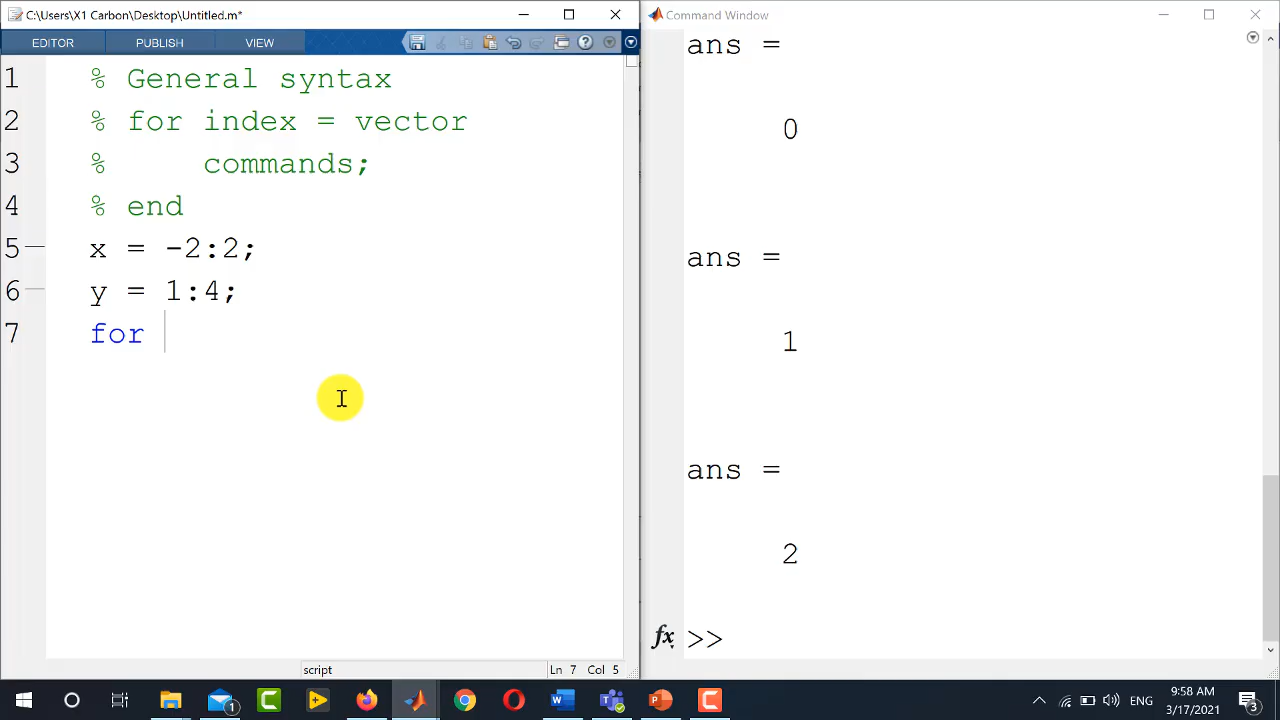 C:\Users\X1 Carbon\Desktop\Untitled.m*
EDITOR PUBLISH VIEW
1 % General syntax
2 % for index = vector
3 %     commands;
4 % end
5 x = -2:2;
6 y = 1:4;
7 for
script Ln 7 Col 5
Command Window
ans =
0
ans =
1
ans =
2
fx >>
1
W
P
C
ENG
9:58 AM
3/17/2021
3